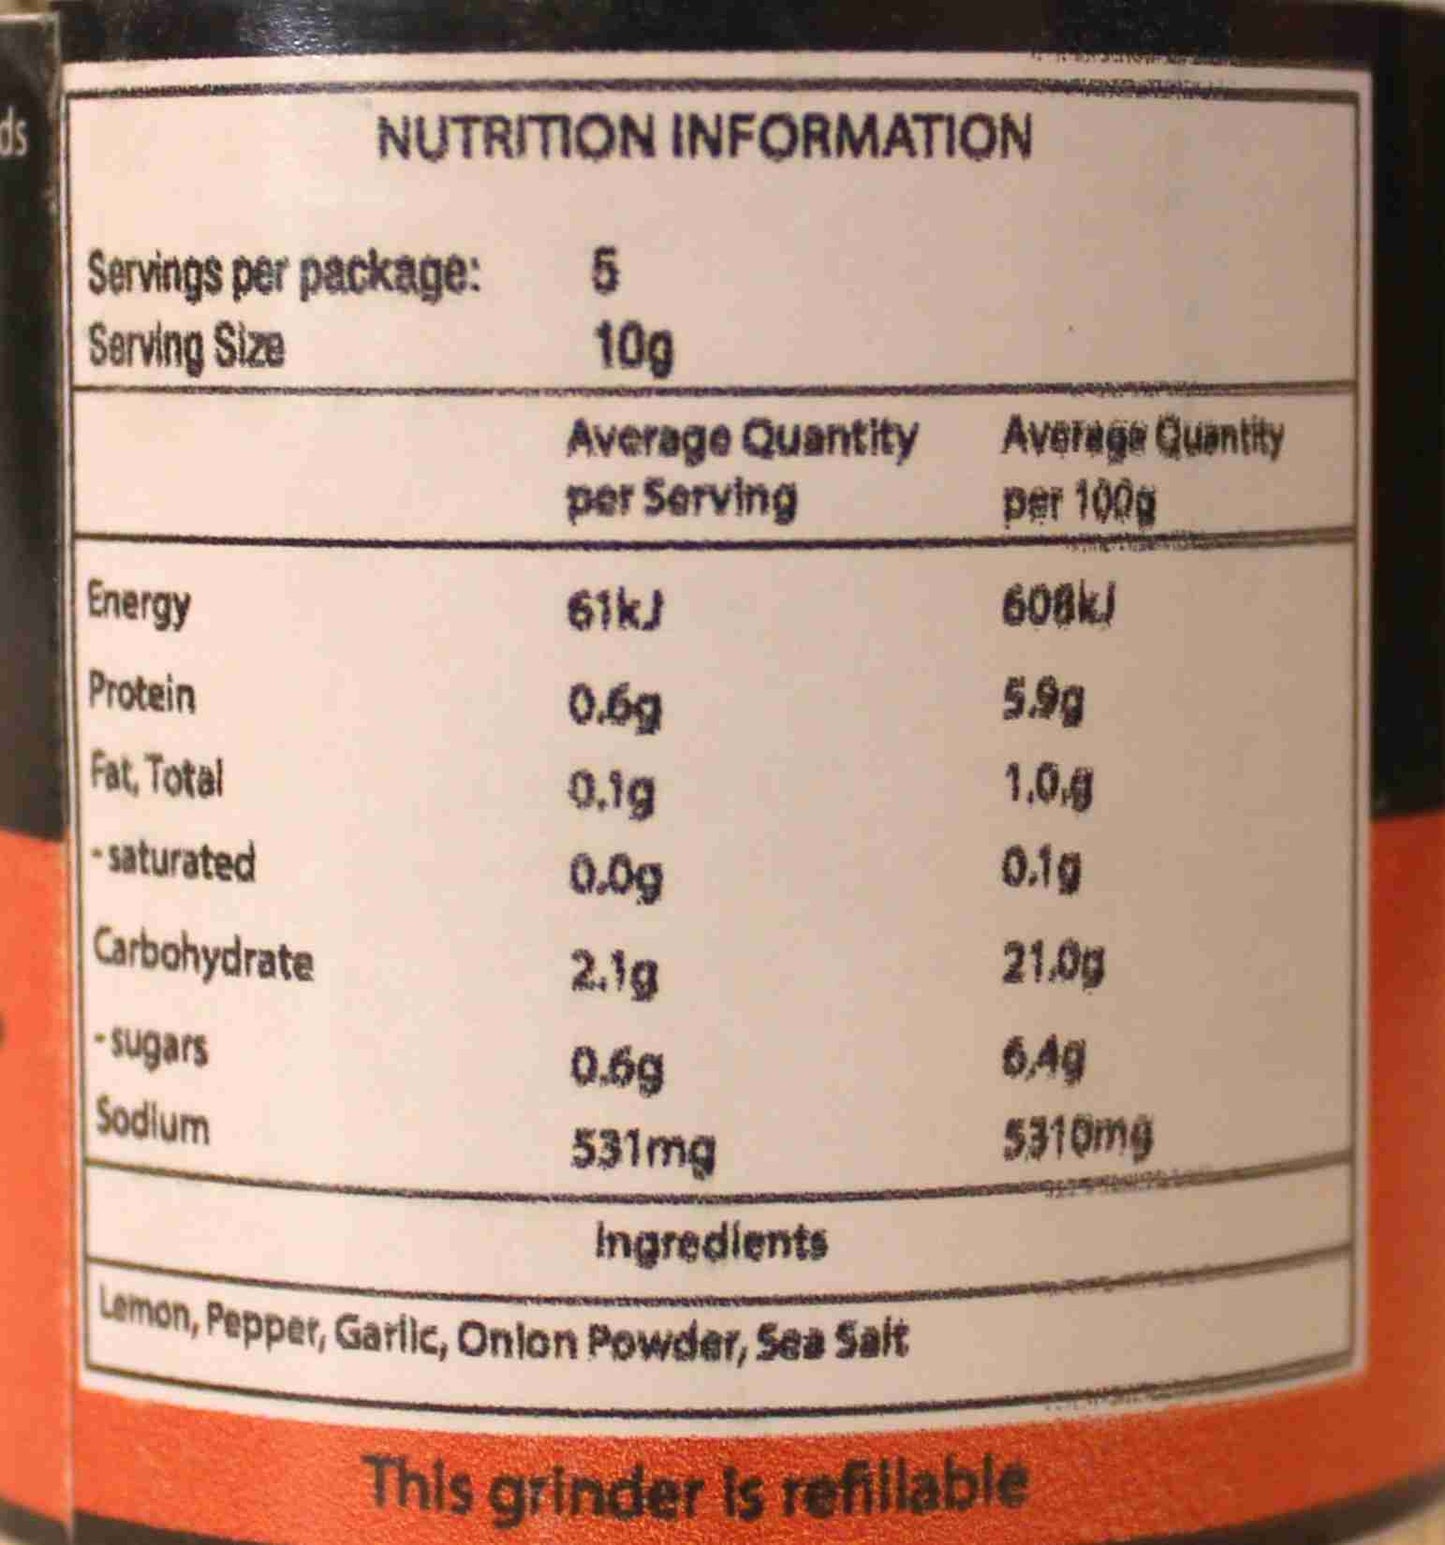 ds
NUTRITION INFORMATION
Servings per package: 5
Serving Size 10g
Average Quantity per Serving
Average Quantity per 100g
Energy 61kJ 608kJ
Protein 0.6g 5.9g
Fat, Total 0.1g 1.0,g
- saturated 0.0g 0.1g
Carbohydrate 2.1g 21.0g
- sugars 0.6g 6.4g
Sodium 531mg 5310mg
Ingredients
Lemon, Pepper, Garlic, Onion Powder, Sea Salt
This grinder is refillable